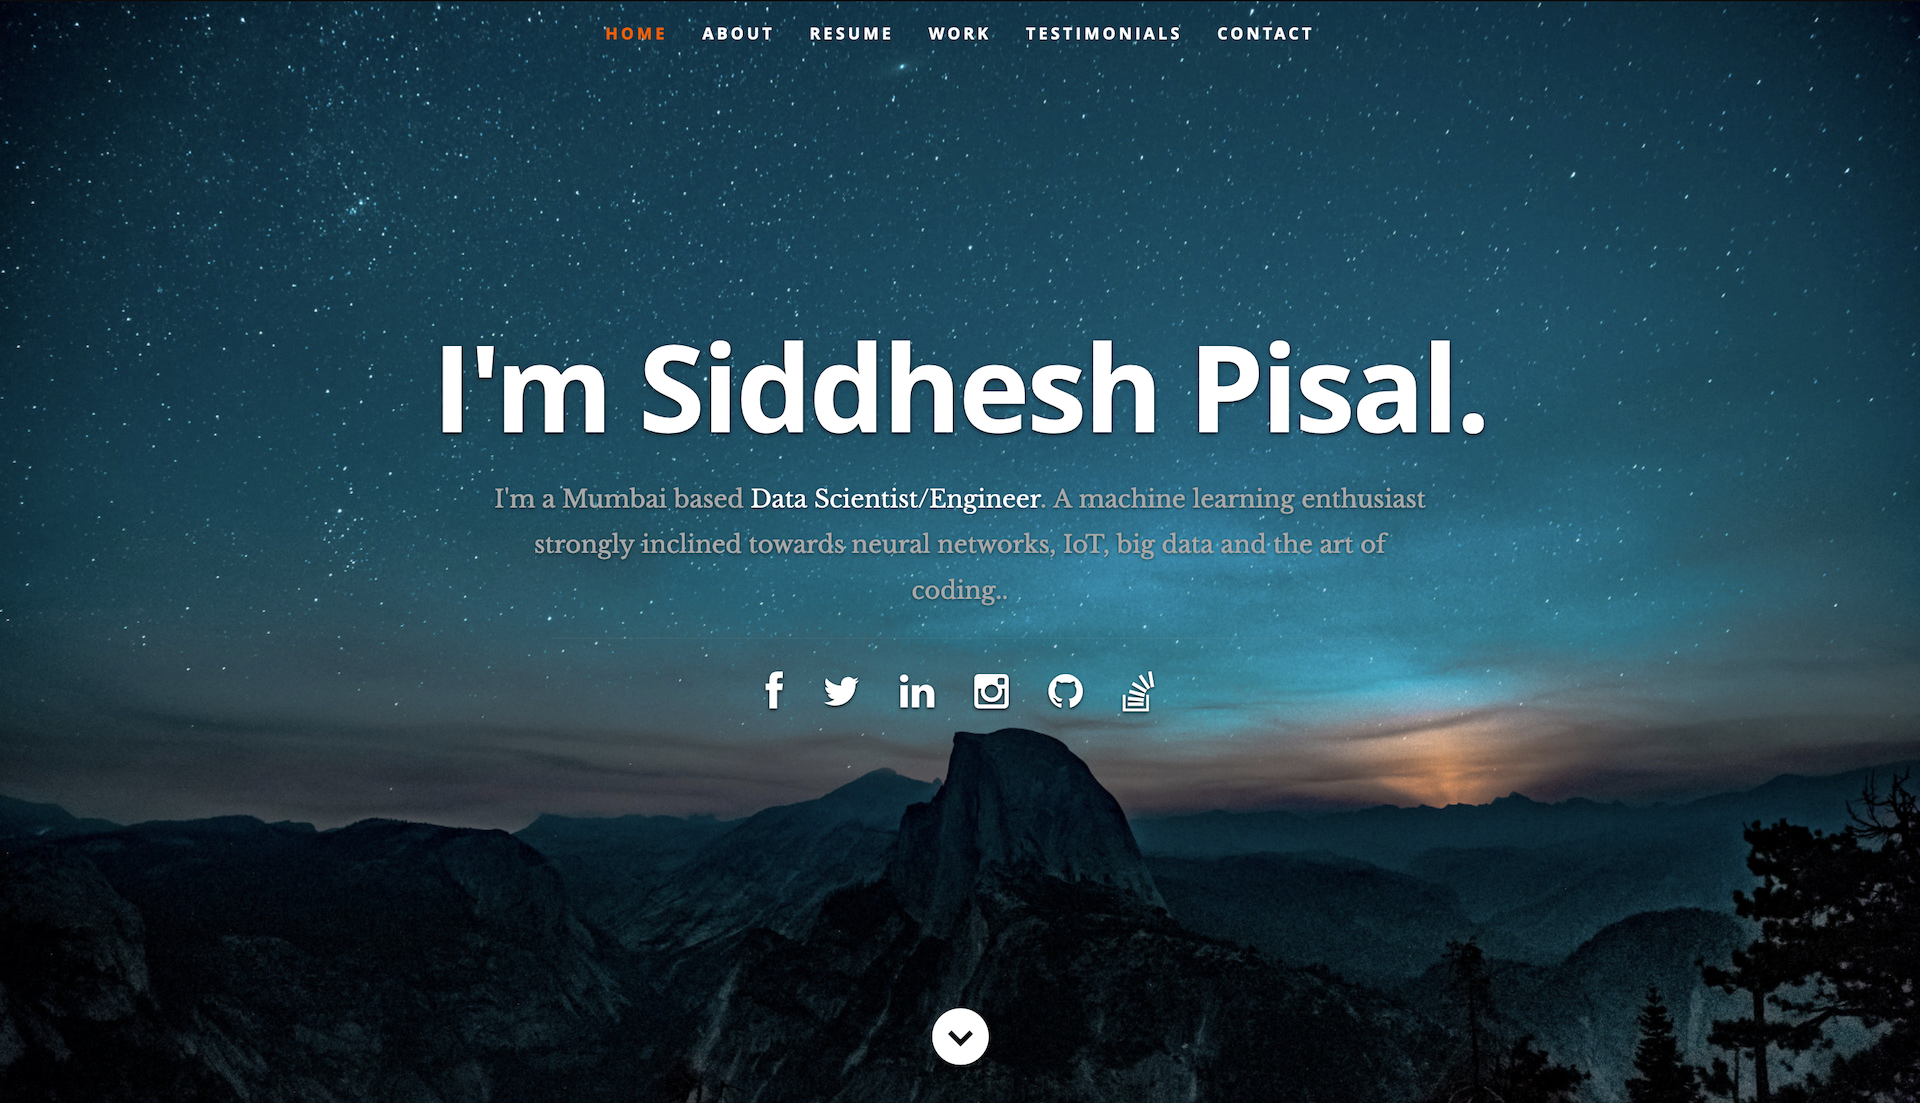 HOME ABOUT RESUME WORK TESTIMONIALS CONTACT
I'm Siddhesh Pisal.
I'm a Mumbai based Data Scientist/Engineer. A machine learning enthusiast
strongly inclined towards neural networks, IoT, big data and the art of
coding..